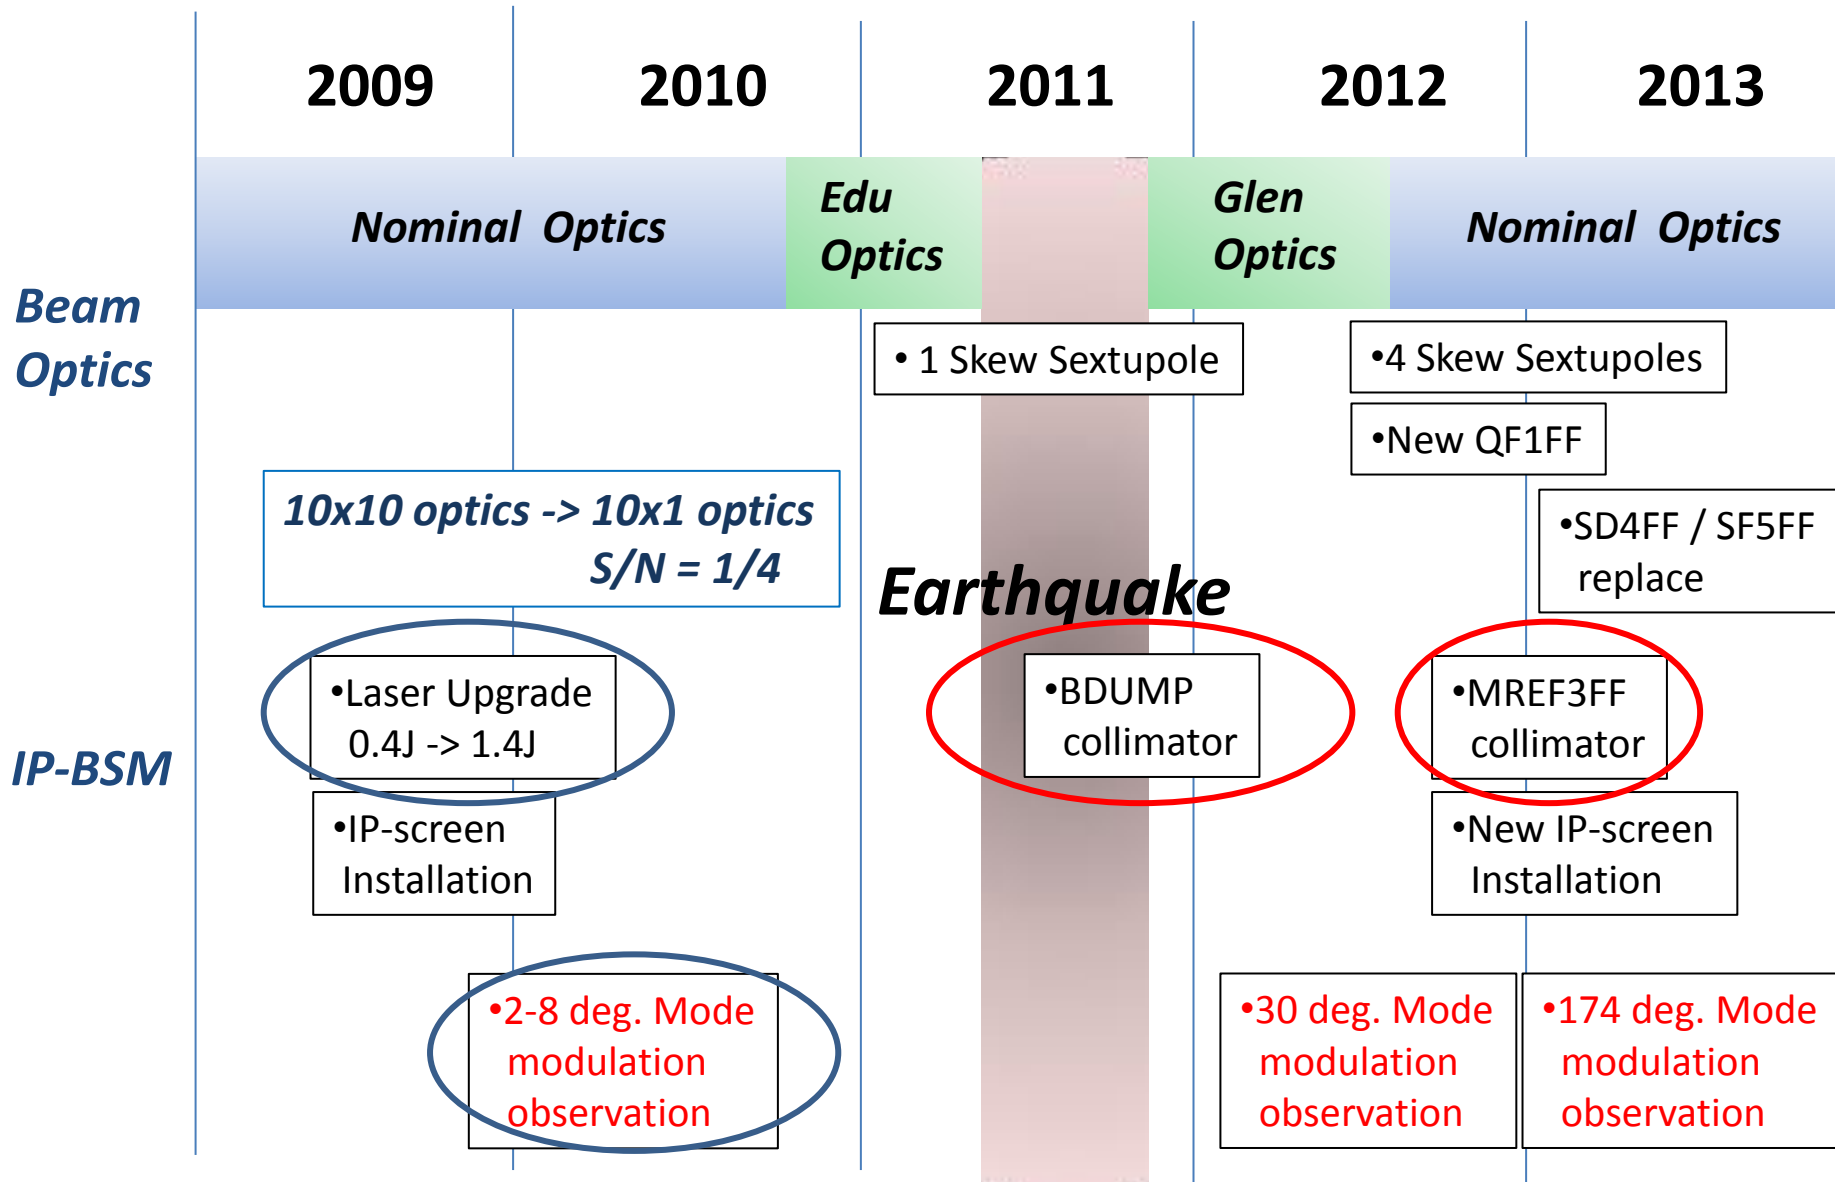 2009 2010 2011 2012 2013
Nominal Optics
Edu
Optics
Glen
Optics
Nominal Optics
Beam
Optics
• 1 Skew Sextupole
•4 Skew Sextupoles
•New QF1FF
10x10 optics -> 10x1 optics
S/N = 1/4
•SD4FF / SF5FF
replace
Earthquake
IP-BSM
•Laser Upgrade
0.4J -> 1.4J
•BDUMP
collimator
•MREF3FF
collimator
•IP-screen
Installation
•New IP-screen
Installation
•2-8 deg. Mode
modulation
observation
•30 deg. Mode
modulation
observation
•174 deg. Mode
modulation
observation